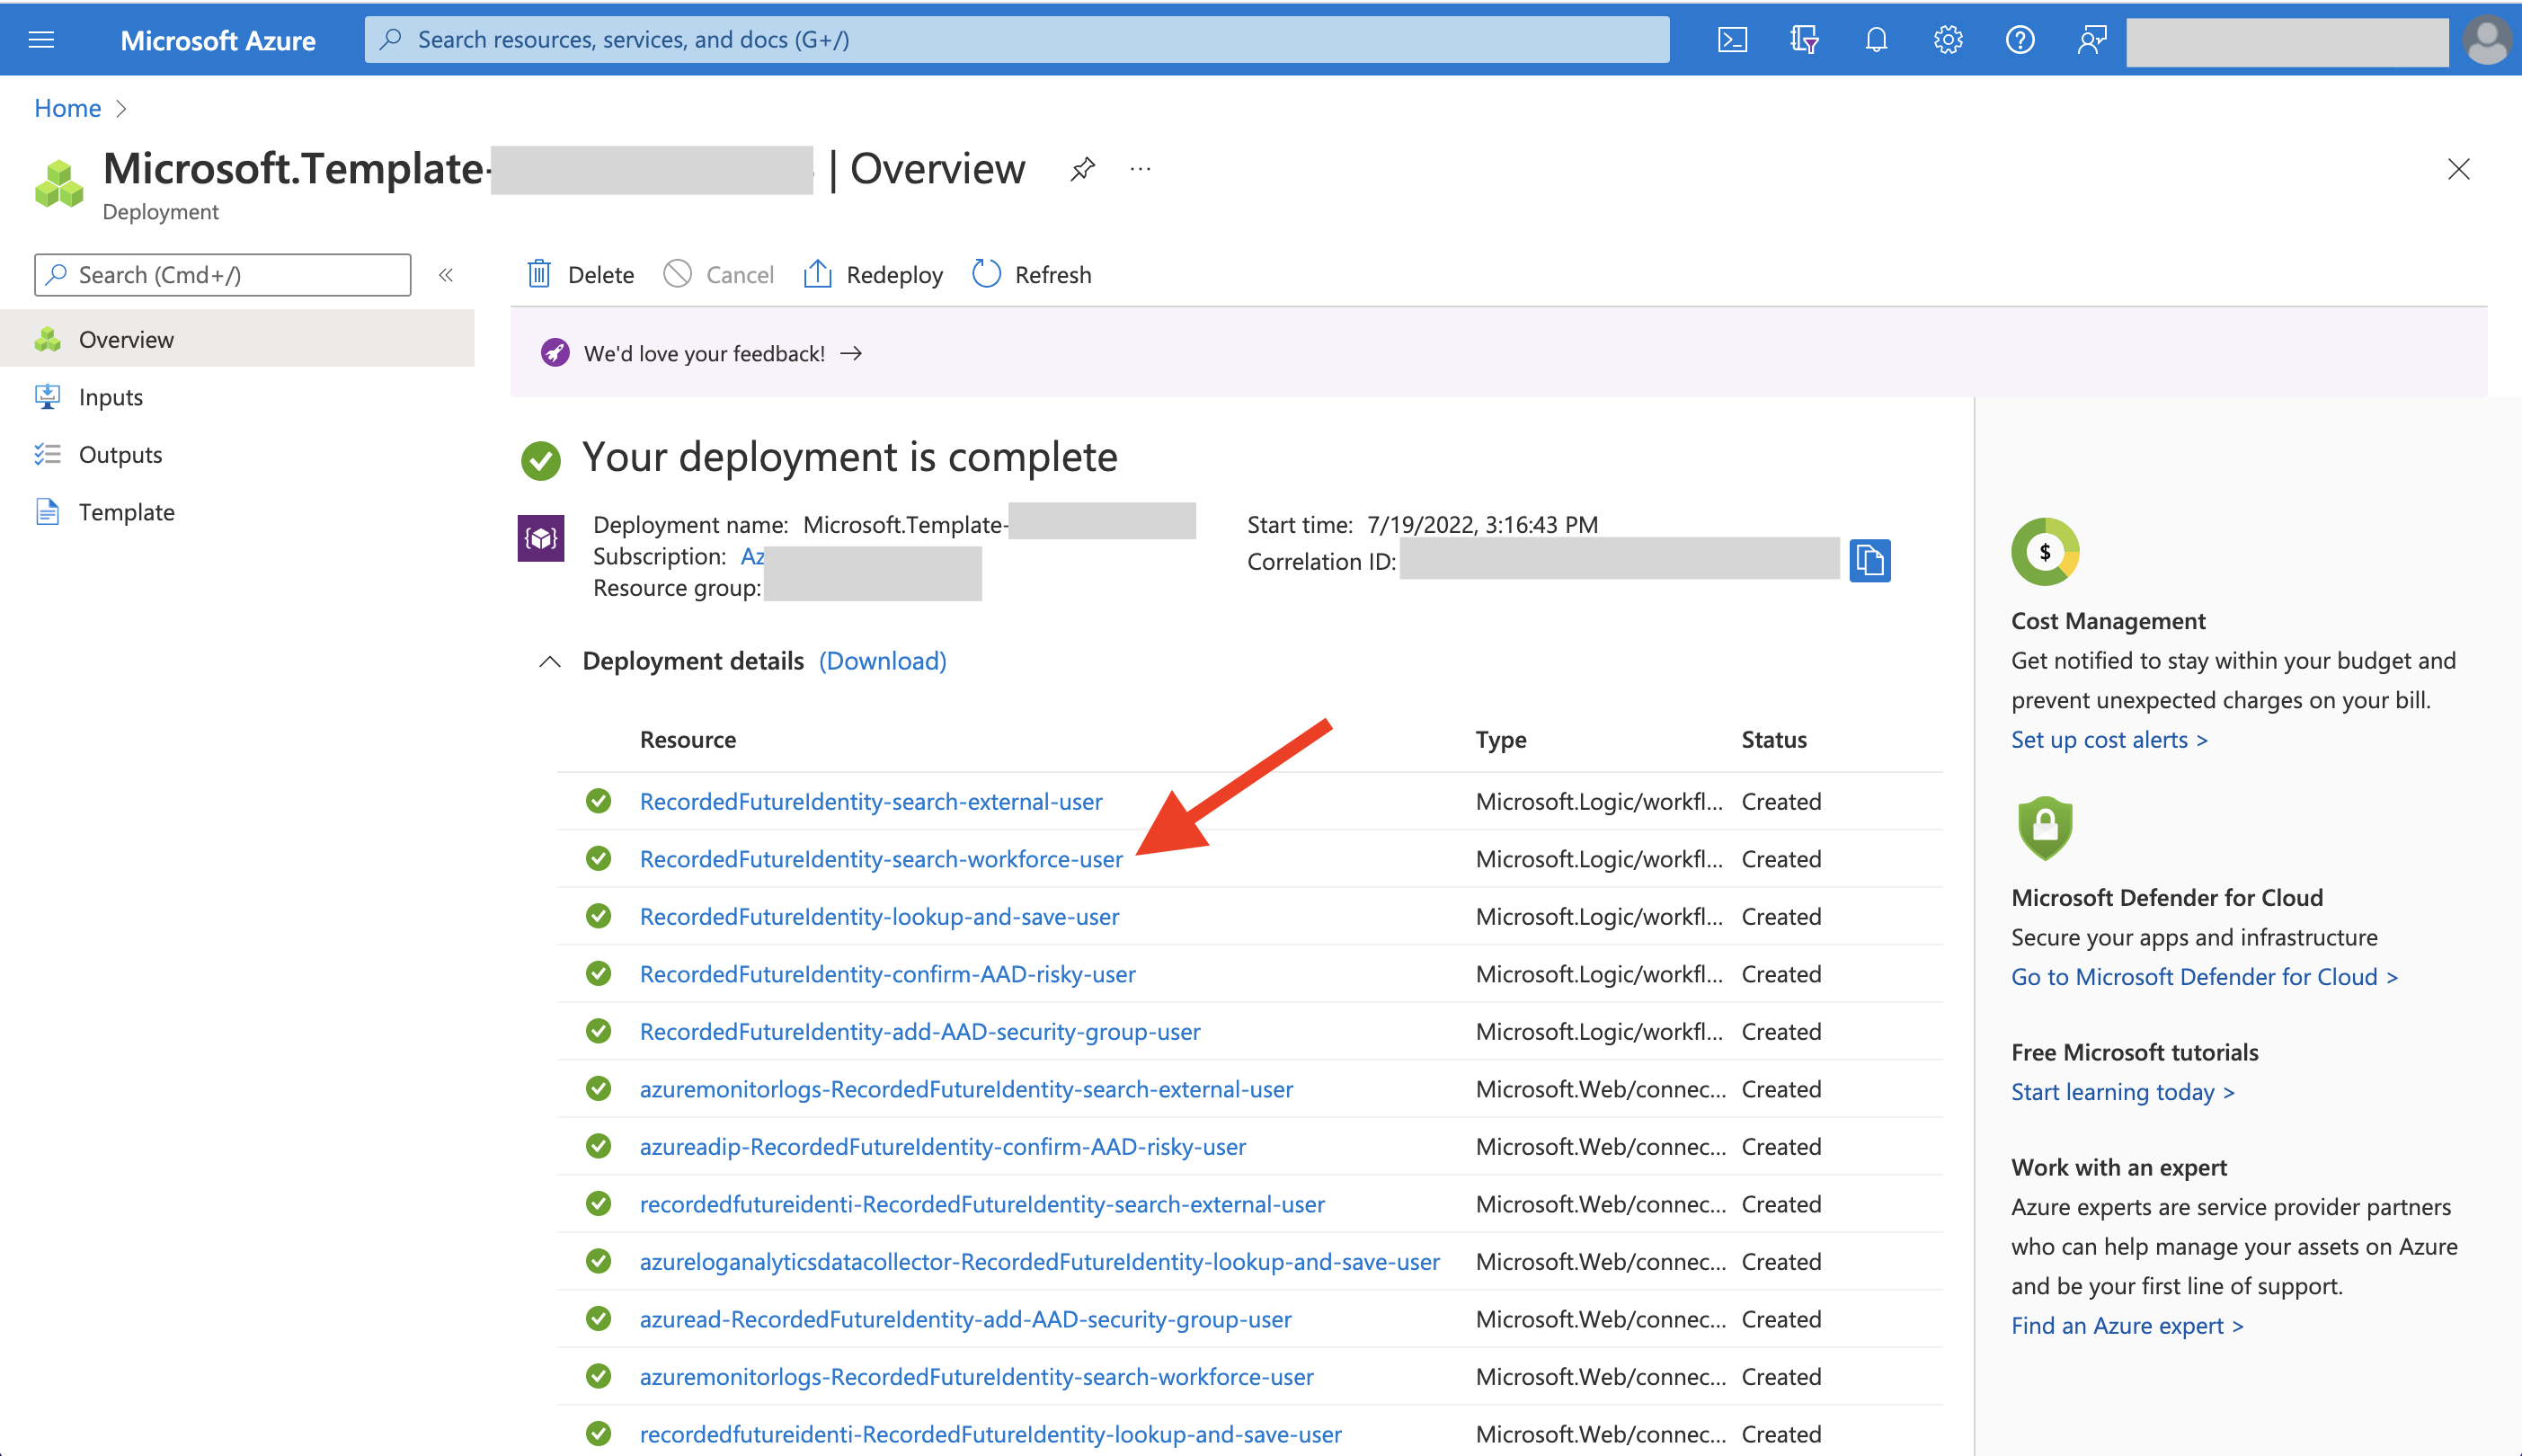 Microsoft Azure
Search resources, services, and docs (G+/)
Home
Microsoft.Template- | Overview
...
Deployment
Search (Cmd+/)
«
Delete
Cancel
Redeploy
Refresh
Overview
Inputs
Outputs
Template
We'd love your feedback! →
Your deployment is complete
Deployment name: Microsoft.Template-
Subscription: Az
Resource group:
Start time: 7/19/2022, 3:16:43 PM
Correlation ID:
Deployment details (Download)
Resource Type Status
RecordedFutureIdentity-search-external-user Microsoft.Logic/workfl... Created
RecordedFutureIdentity-search-workforce-user Microsoft.Logic/workfl... Created
RecordedFutureIdentity-lookup-and-save-user Microsoft.Logic/workfl... Created
RecordedFutureIdentity-confirm-AAD-risky-user Microsoft.Logic/workfl... Created
RecordedFutureIdentity-add-AAD-security-group-user Microsoft.Logic/workfl... Created
azuremonitorlogs-RecordedFutureIdentity-search-external-user Microsoft.Web/connec... Created
azureadip-RecordedFutureIdentity-confirm-AAD-risky-user Microsoft.Web/connec... Created
recordedfutureidenti-RecordedFutureIdentity-search-external-user Microsoft.Web/connec... Created
azureloganalyticsdatacollector-RecordedFutureIdentity-lookup-and-save-user Microsoft.Web/connec... Created
azuread-RecordedFutureIdentity-add-AAD-security-group-user Microsoft.Web/connec... Created
azuremonitorlogs-RecordedFutureIdentity-search-workforce-user Microsoft.Web/connec... Created
recordedfutureidenti-RecordedFutureIdentity-lookup-and-save-user Microsoft.Web/connec... Created
$
Cost Management
Get notified to stay within your budget and
prevent unexpected charges on your bill.
Set up cost alerts >
Microsoft Defender for Cloud
Secure your apps and infrastructure
Go to Microsoft Defender for Cloud >
Free Microsoft tutorials
Start learning today >
Work with an expert
Azure experts are service provider partners
who can help manage your assets on Azure
and be your first line of support.
Find an Azure expert >